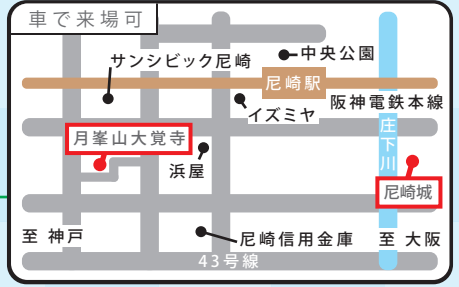 車で来場可
中央公園
サンシビック尼崎
尼崎駅
阪神電鉄本線
イズミヤ
月峯山大覚寺
庄下川
浜屋
尼崎城
至 神戸
尼崎信用金庫
至 大阪
43号線